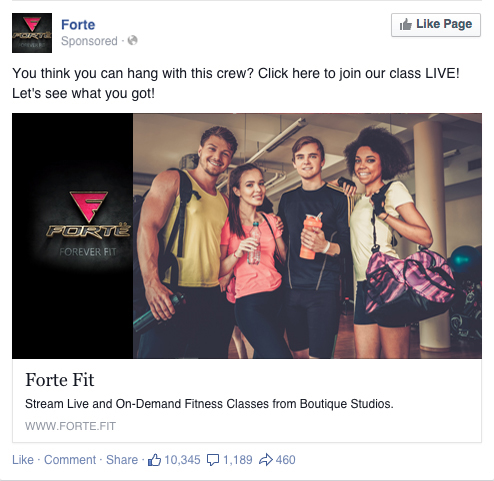 Forte
Sponsored ·
Like Page
You think you can hang with this crew? Click here to join our class LIVE!
Let's see what you got!
FORTE
FOREVER FIT
Forte Fit
Stream Live and On-Demand Fitness Classes from Boutique Studios.
WWW.FORTE.FIT
Like · Comment · Share · 10,345 1,189 460